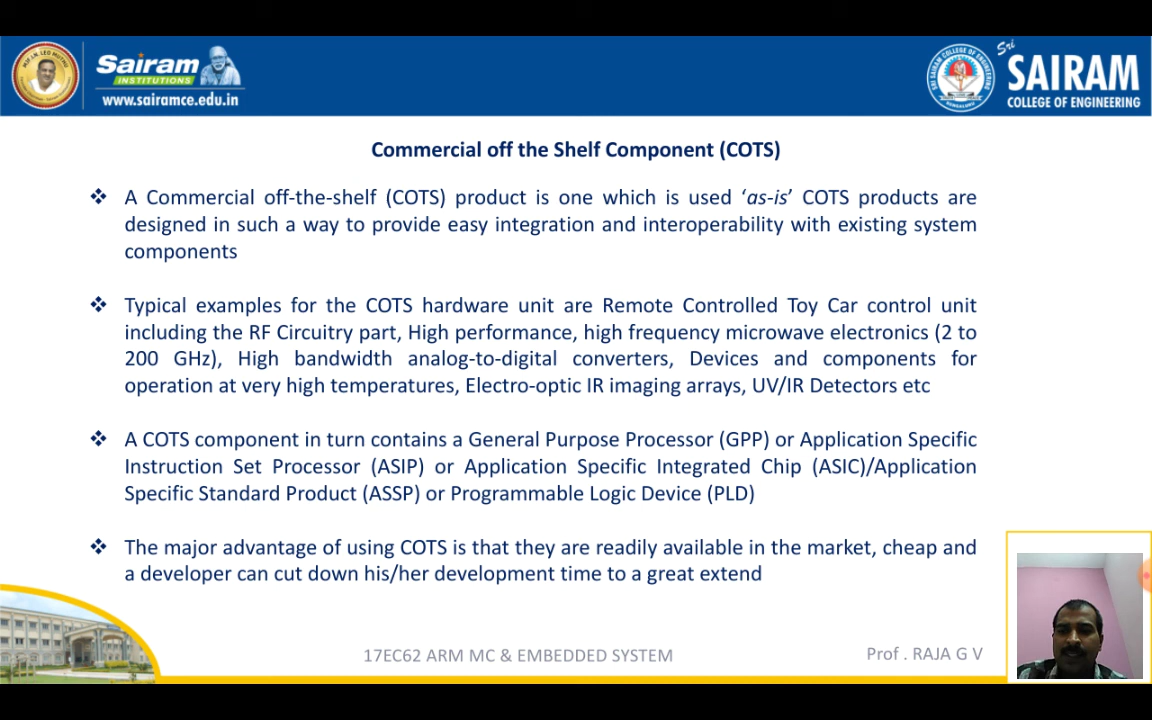 Sairam
INSTITUTIONS
www.sairamce.edu.in
Sri
SAIRAM
COLLEGE OF ENGINEERING
Commercial off the Shelf Component (COTS)
❖ A Commercial off-the-shelf (COTS) product is one which is used ‘as-is’ COTS products are
designed in such a way to provide easy integration and interoperability with existing system
components
❖ Typical examples for the COTS hardware unit are Remote Controlled Toy Car control unit
including the RF Circuitry part, High performance, high frequency microwave electronics (2 to
200 GHz), High bandwidth analog-to-digital converters, Devices and components for
operation at very high temperatures, Electro-optic IR imaging arrays, UV/IR Detectors etc
❖ A COTS component in turn contains a General Purpose Processor (GPP) or Application Specific
Instruction Set Processor (ASIP) or Application Specific Integrated Chip (ASIC)/Application
Specific Standard Product (ASSP) or Programmable Logic Device (PLD)
❖ The major advantage of using COTS is that they are readily available in the market, cheap and
a developer can cut down his/her development time to a great extend
17EC62 ARM MC & EMBEDDED SYSTEM
Prof . RAJA G V